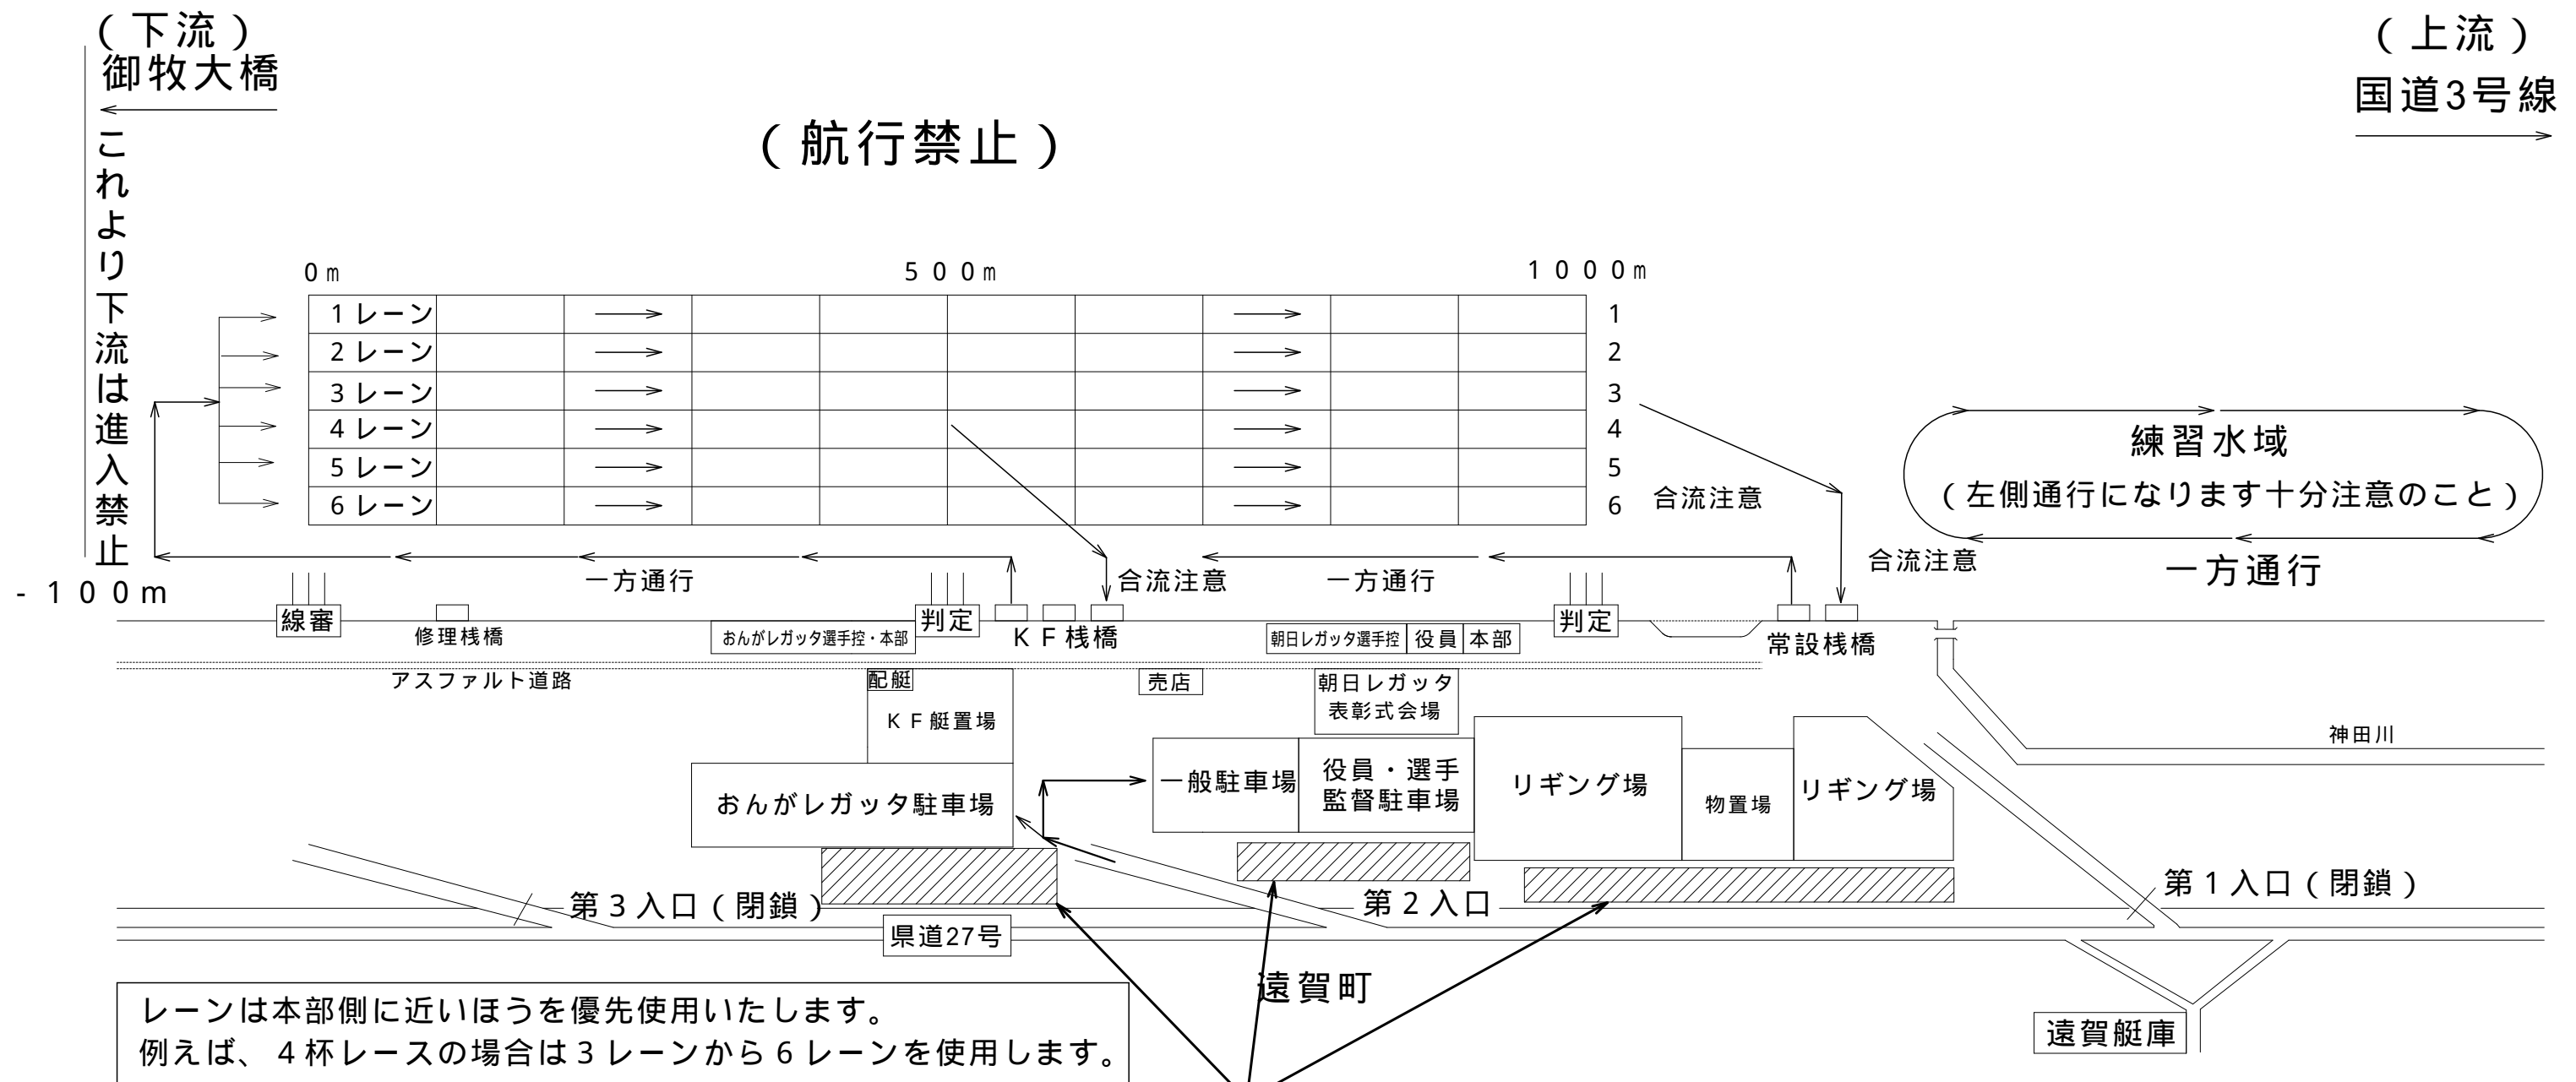 （下流）
御牧大橋
（上流）
国道3号線
（航行禁止）
これより下流は進入禁止
０ｍ
５００ｍ
１０００ｍ
１レーン
1
２レーン
2
３レーン
3
４レーン
4
５レーン
5
６レーン
6
合流注意
練習水域
（左側通行になります十分注意のこと）
一方通行
合流注意
一方通行
合流注意
一方通行
-１００m
線審
修理桟橋
おんがレガッタ選手控・本部
判定
ＫＦ桟橋
朝日レガッタ選手控
役員
本部
判定
常設桟橋
アスファルト道路
配艇
ＫＦ艇置場
売店
朝日レガッタ
表彰式会場
神田川
おんがレガッタ駐車場
一般駐車場
役員・選手
監督駐車場
リギング場
物置場
リギング場
第３入口（閉鎖）
第２入口
第１入口（閉鎖）
県道27号
遠賀町
遠賀艇庫
レーンは本部側に近いほうを優先使用いたします。
例えば、４杯レースの場合は３レーンから６レーンを使用します。